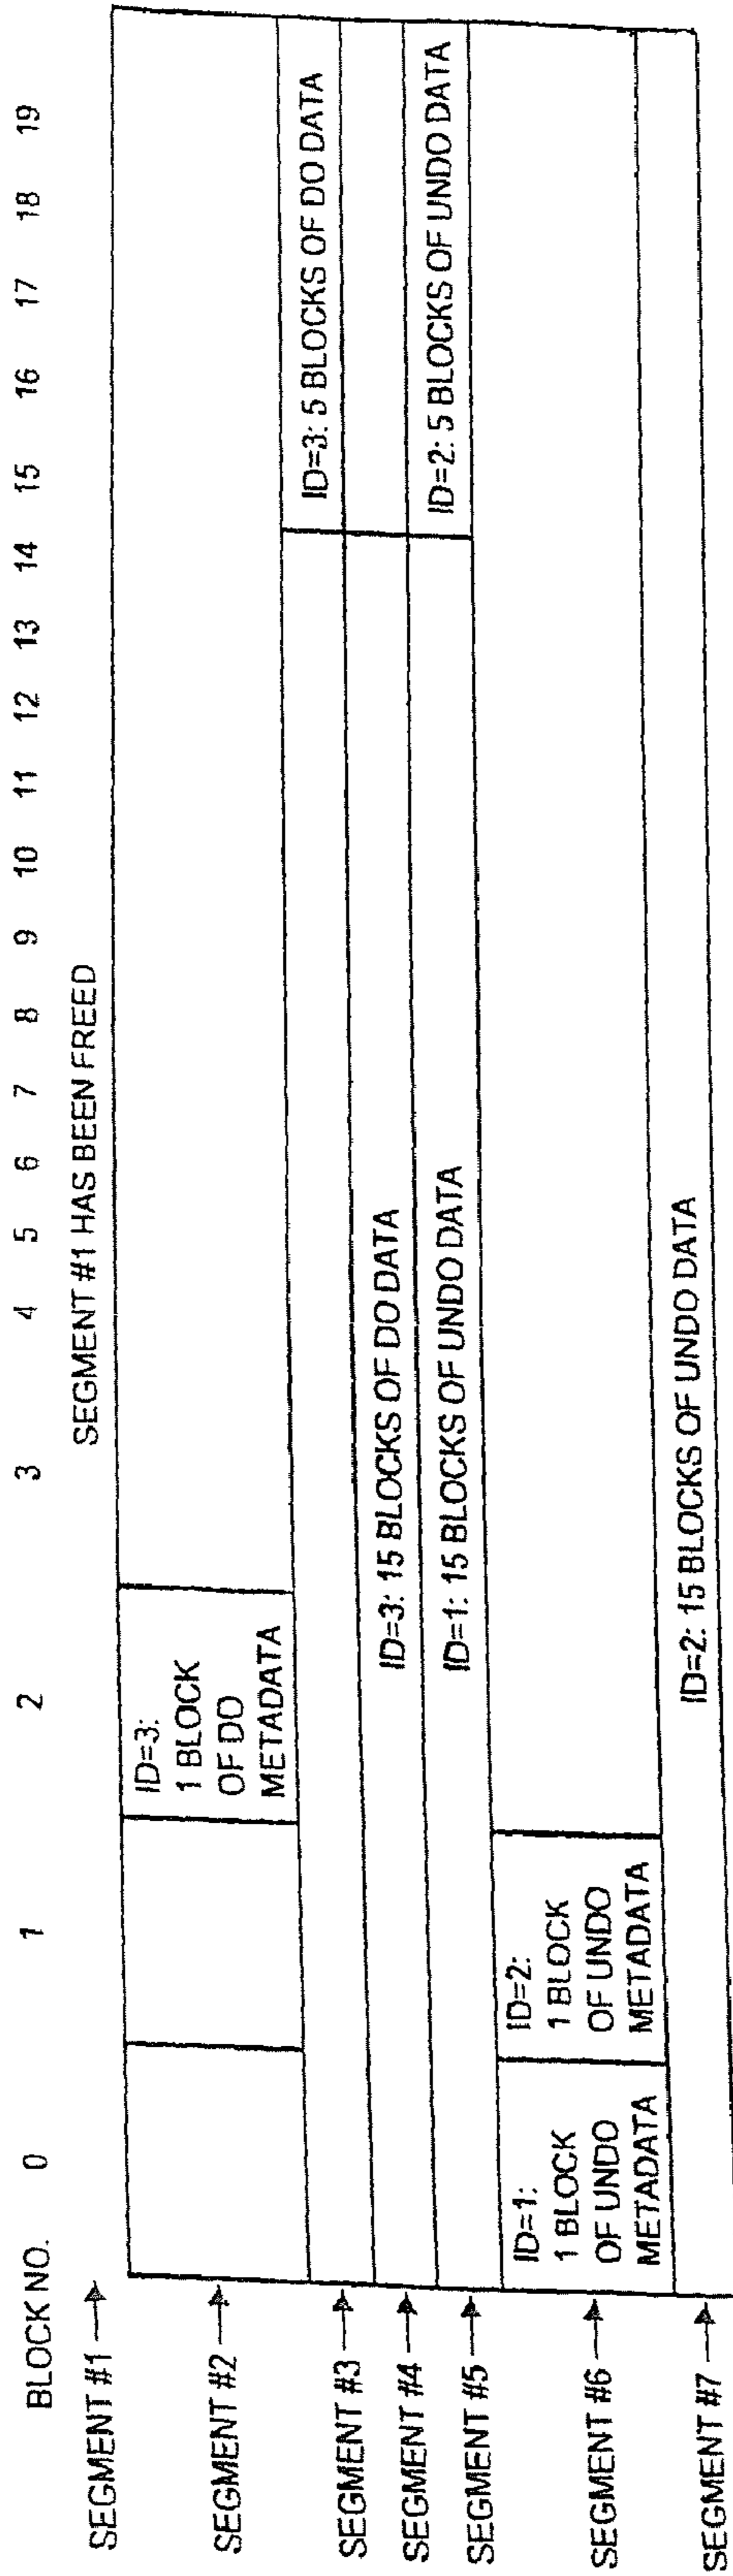 BLOCK NO. 0 1 2 3 4 5 6 7 8 9 10 11 12 13 14 15 16 17 18 19
SEGMENT #1 SEGMENT #1 HAS BEEN FREED
SEGMENT #2
ID=3:
1 BLOCK
OF DO
METADATA
SEGMENT #3 ID=3: 5 BLOCKS OF DO DATA
SEGMENT #4 ID=3: 15 BLOCKS OF DO DATA
SEGMENT #5 ID=1: 15 BLOCKS OF UNDO DATA ID=2: 5 BLOCKS OF UNDO DATA
SEGMENT #6
ID=1:
1 BLOCK
OF UNDO
METADATA
ID=2:
1 BLOCK
OF UNDO
METADATA
SEGMENT #7 ID=2: 15 BLOCKS OF UNDO DATA